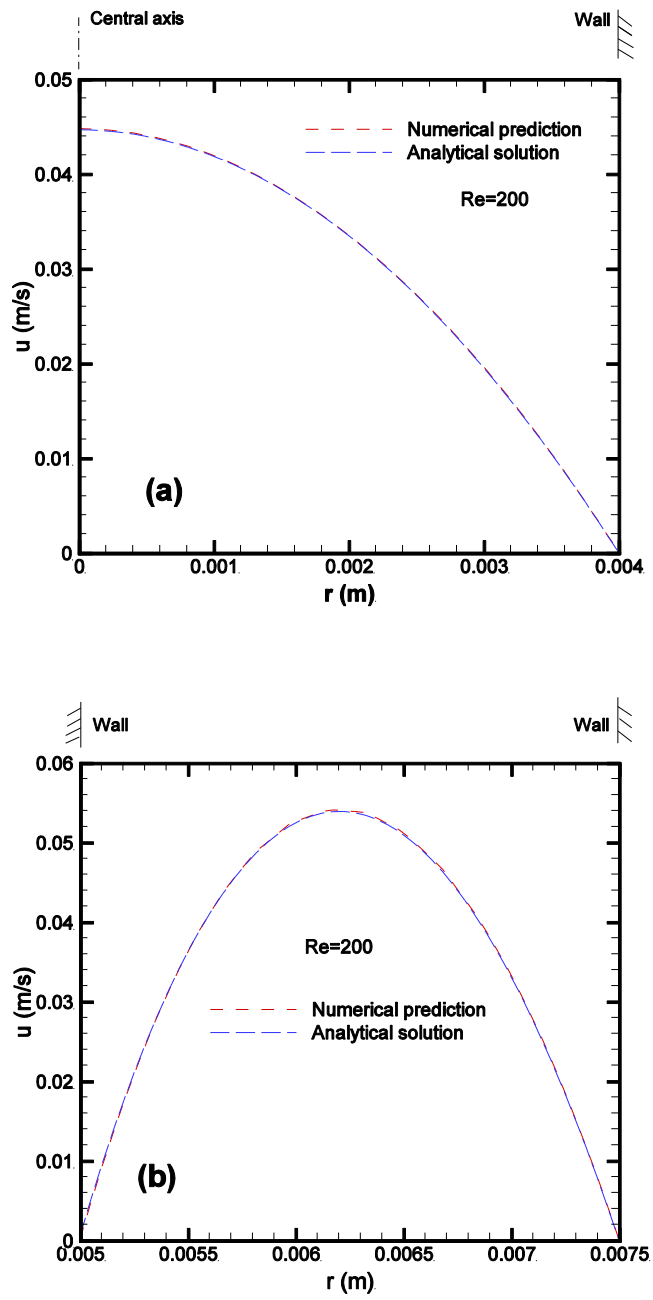 Central axis
Wall
0.05
Numerical prediction
Analytical solution
0.04
Re=200
0.03
u (m/s)
0.02
0.01
(a)
0
0 0.001 0.002 0.003 0.004
r (m)
Wall
Wall
0.06
0.05
0.04
Re=200
0.03
Numerical prediction
u (m/s)
Analytical solution
0.02
0.01
(b)
0
0.005 0.0055 0.006 0.0065 0.007 0.0075
r (m)